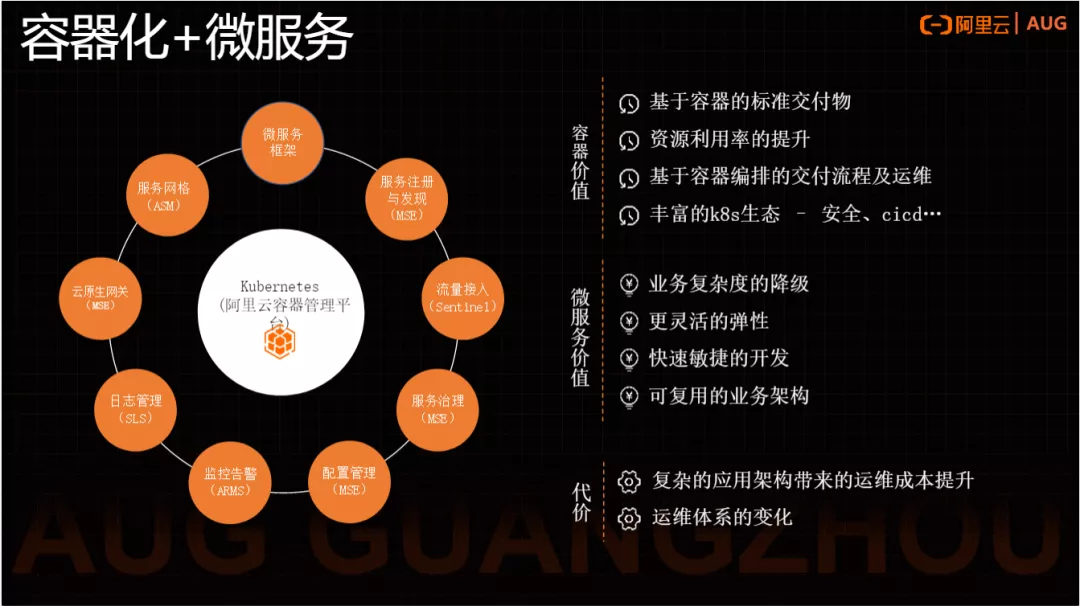 容器化+微服务
阿里云 | AUG
微服务
框架
服务注册
与发现
（MSE）
流量接入
（Sentinel）
服务治理
（MSE）
配置管理
（MSE）
监控告警
（ARMS）
日志管理
（SLS）
云原生网关
（MSE）
服务网格
（ASM）
Kubernetes
(阿里云容器管理平
台)
容器价值
基于容器的标准交付物
资源利用率的提升
基于容器编排的交付流程及运维
丰富的k8s生态 – 安全、cicd…
微服务价值
业务复杂度的降级
更灵活的弹性
快速敏捷的开发
可复用的业务架构
代价
复杂的应用架构带来的运维成本提升
运维体系的变化
AUG GUANGZHOU